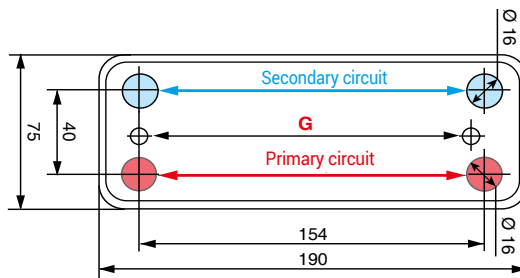 Ø 16
Secondary circuit
G
75
40
Primary circuit
154
Ø 16
190